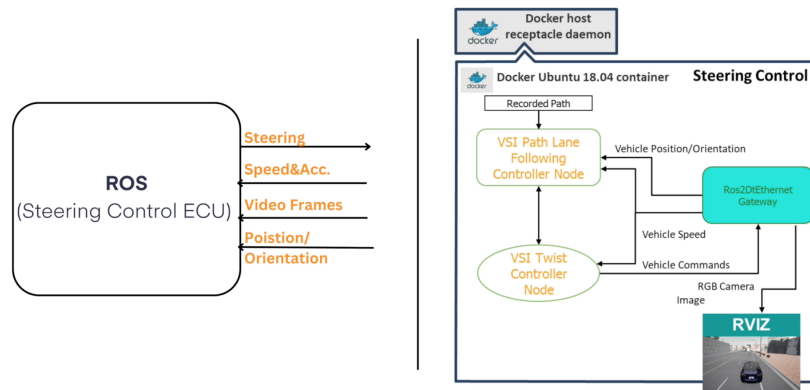 ROS
(Steering Control ECU)
Steering
Speed&Acc.
Video Frames
Poistion/
Orientation
docker
Docker host
receptacle daemon
docker
Docker Ubuntu 18.04 container
Steering Control
Recorded Path
VSI Path Lane
Following
Controller Node
Vehicle Position/Orientation
Ros2DtEthernet
Gateway
Vehicle Speed
VSI Twist
Controller
Node
Vehicle Commands
RGB Camera
Image
RVIZ